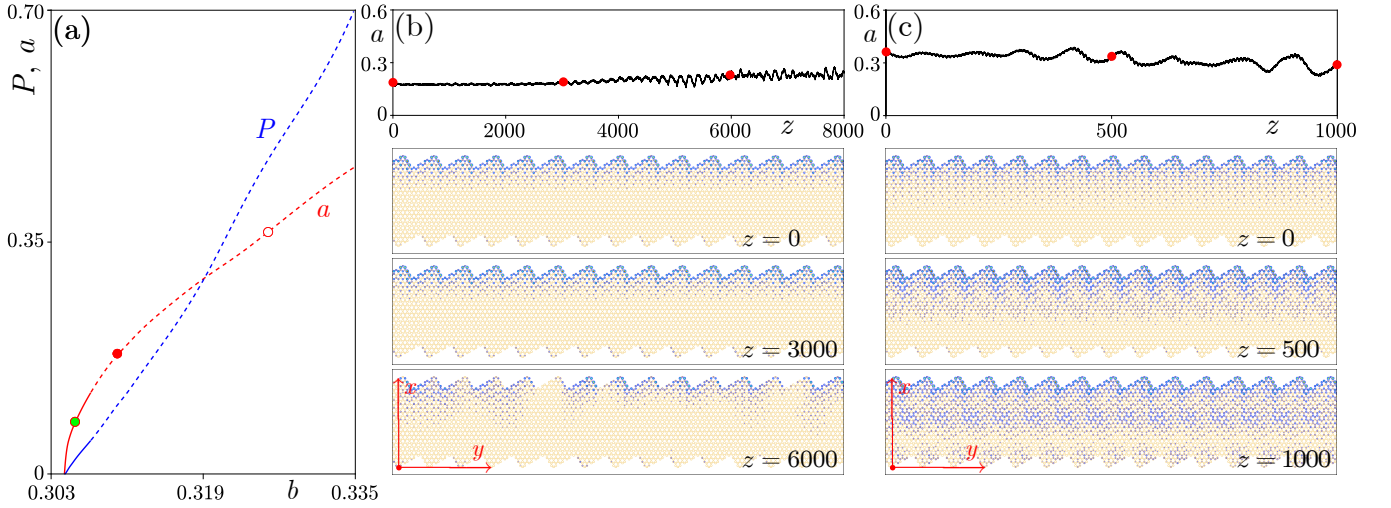 (a)
0.70
P, a
0.35
0
0.303
0.319
b
0.335
P
a
(b)
0.6
a
0.3
0
0
2000
4000
6000
z
8000
z = 0
z = 3000
x
y
z = 6000
(c)
0.6
a
0.3
0
0
500
z
1000
z = 0
z = 500
x
y
z = 1000